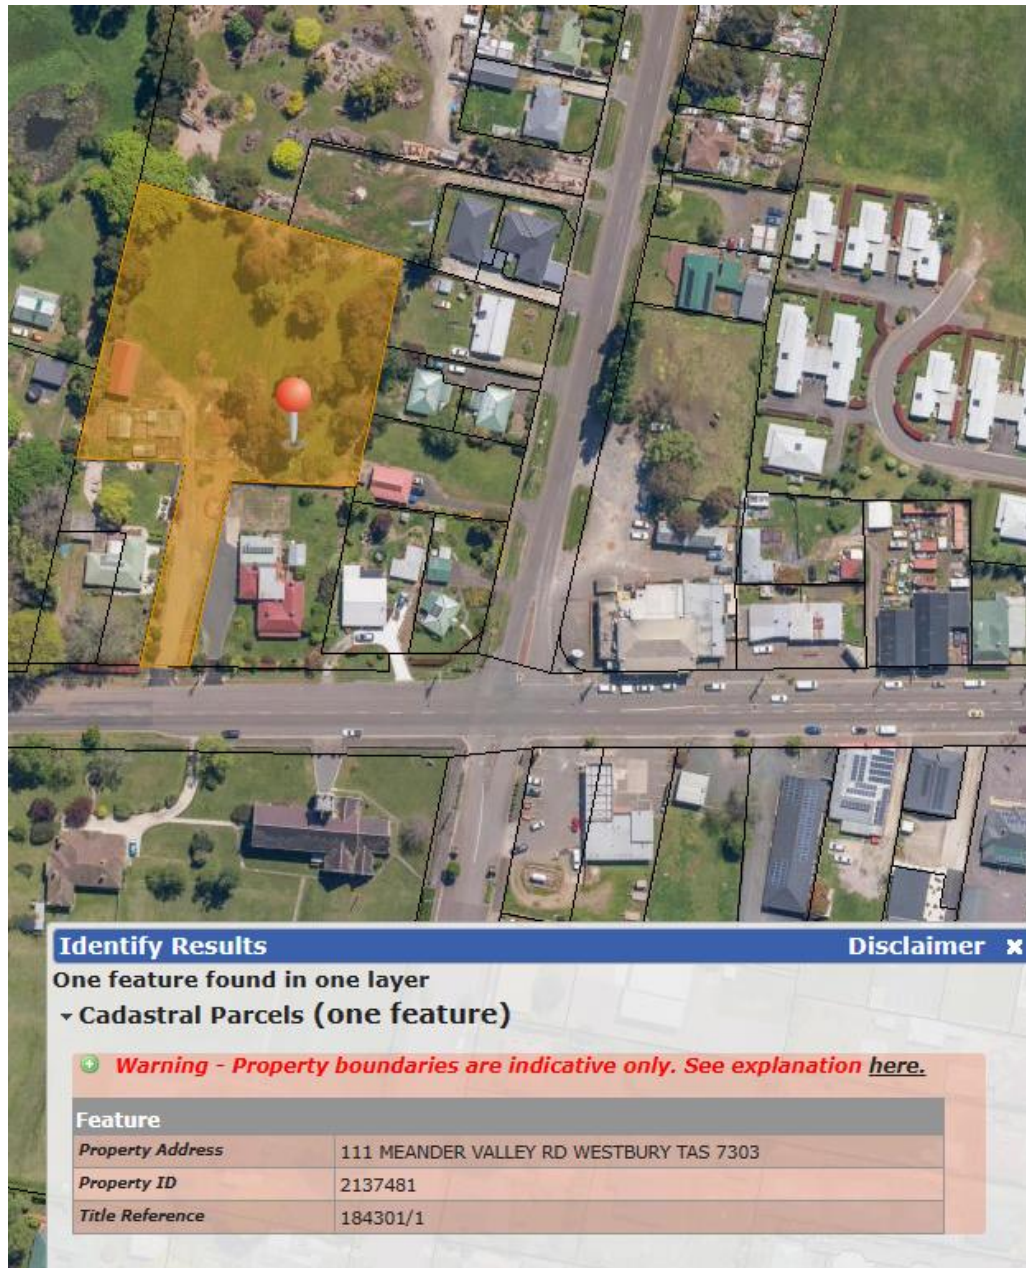 Identify Results Disclaimer ×
One feature found in one layer
Cadastral Parcels (one feature)
Warning - Property boundaries are indicative only. See explanation here.
Feature
Property Address 111 MEANDER VALLEY RD WESTBURY TAS 7303
Property ID 2137481
Title Reference 184301/1